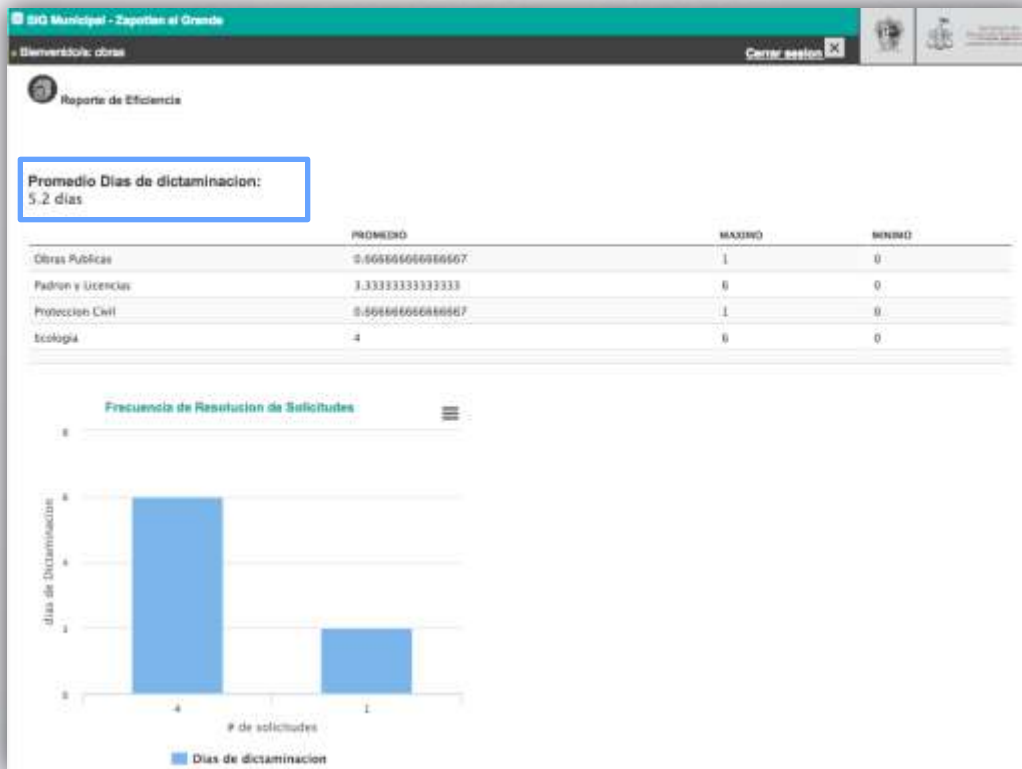 SIG Municipal - Zapotlan el Grande
Bienvenido/a: obras
Cerrar sesion
Reporte de Eficiencia
Promedio Dias de dictaminacion:
5.2 dias
PROMEDIO MAXIMO MINIMO
Obras Publicas 0.666666666666667 1 0
Padron y Licencias 3.33333333333333 6 0
Proteccion Civil 0.666666666666667 1 0
Ecologia 4 6 0
Frecuencia de Resolucion de Solicitudes
8
6
4
2
0
dias de Dictaminacion
4 1
# de solicitudes
Dias de dictaminacion